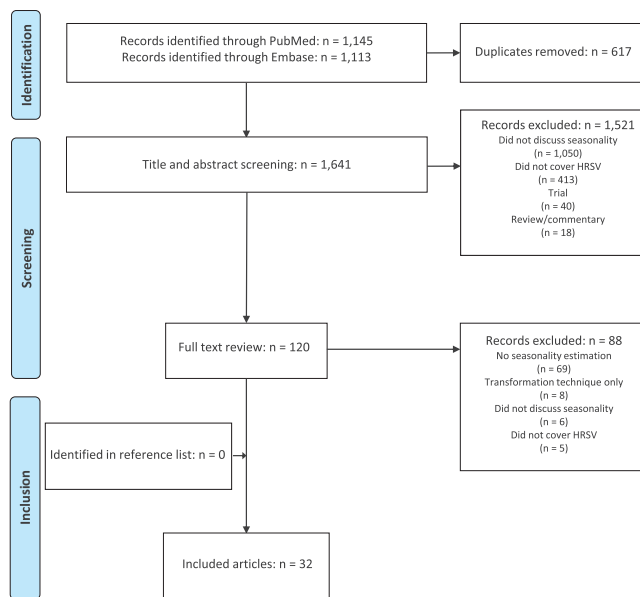 Identification
Records identified through PubMed: n = 1,145
Records identified through Embase: n = 1,113
Duplicates removed: n = 617
Screening
Title and abstract screening: n = 1,641
Records excluded: n = 1,521
Did not discuss seasonality
(n = 1,050)
Did not cover HRSV
(n = 413)
Trial
(n = 40)
Review/commentary
(n = 18)
Full text review: n = 120
Records excluded: n = 88
No seasonality estimation
(n = 69)
Transformation technique only
(n = 8)
Did not discuss seasonality
(n = 6)
Did not cover HRSV
(n = 5)
Inclusion
Identified in reference list: n = 0
Included articles: n = 32